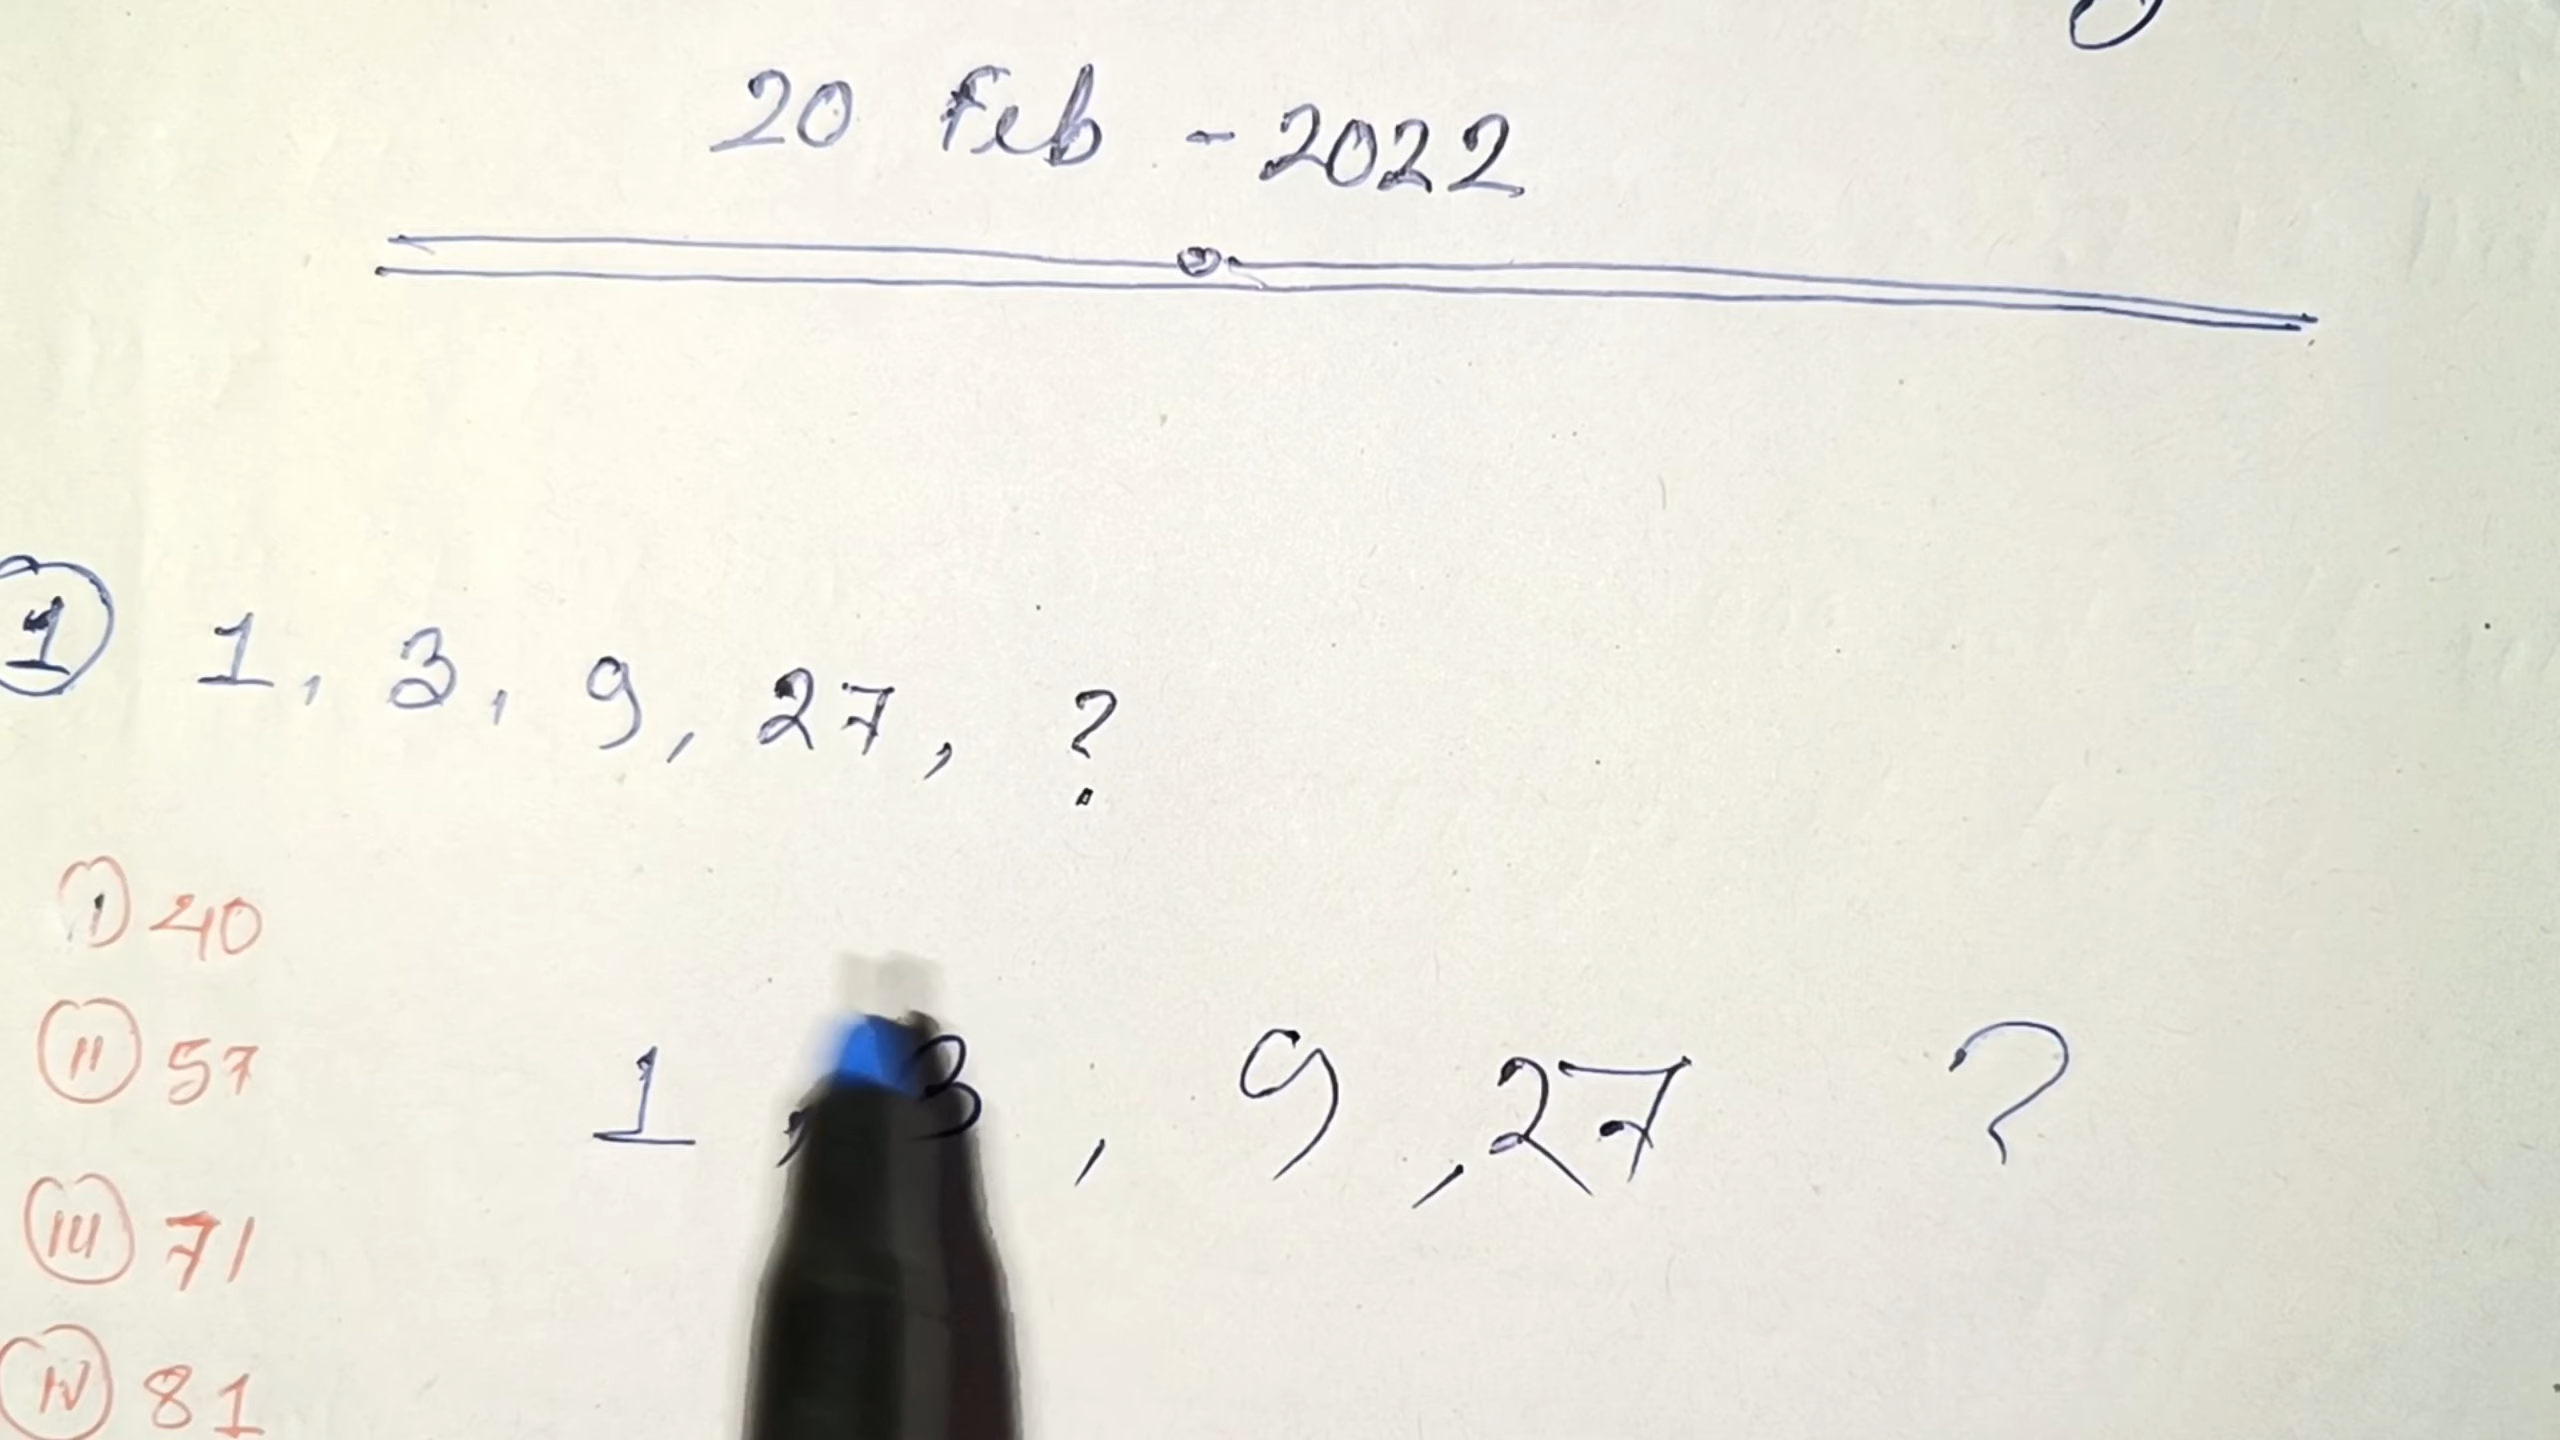 20 Feb - 2022
1 1, 3, 9, 27, ?
I 40
II 57
1, 3, 9, 27 ?
III 71
IV 81